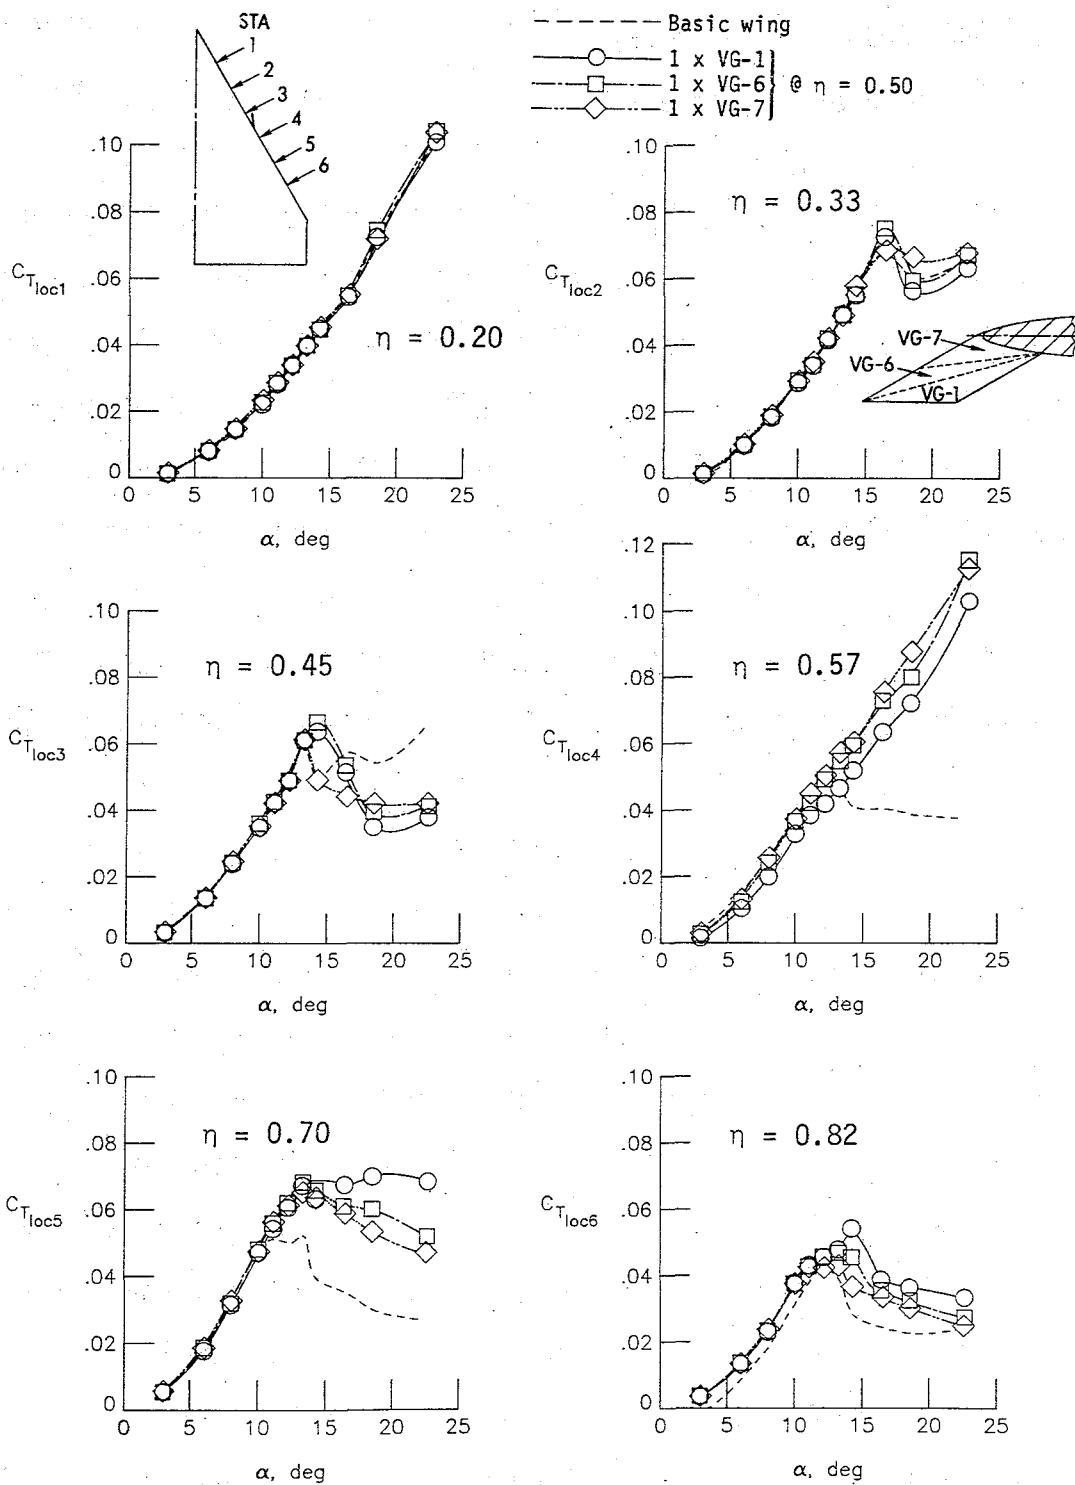 STA
1
2
3
4
5
6
Basic wing
1 x VG-1
1 x VG-6 @ η = 0.50
1 x VG-7
.10
.08
.06
.04
.02
0
C_T_loc1
η = 0.20
0 5 10 15 20 25
α, deg
.10
.08
.06
.04
.02
0
C_T_loc2
η = 0.33
VG-7
VG-6
VG-1
0 5 10 15 20 25
α, deg
.10
.08
.06
.04
.02
0
C_T_loc3
η = 0.45
0 5 10 15 20 25
α, deg
.12
.10
.08
.06
.04
.02
0
C_T_loc4
η = 0.57
0 5 10 15 20 25
α, deg
.10
.08
.06
.04
.02
0
C_T_loc5
η = 0.70
0 5 10 15 20 25
α, deg
.10
.08
.06
.04
.02
0
C_T_loc6
η = 0.82
0 5 10 15 20 25
α, deg